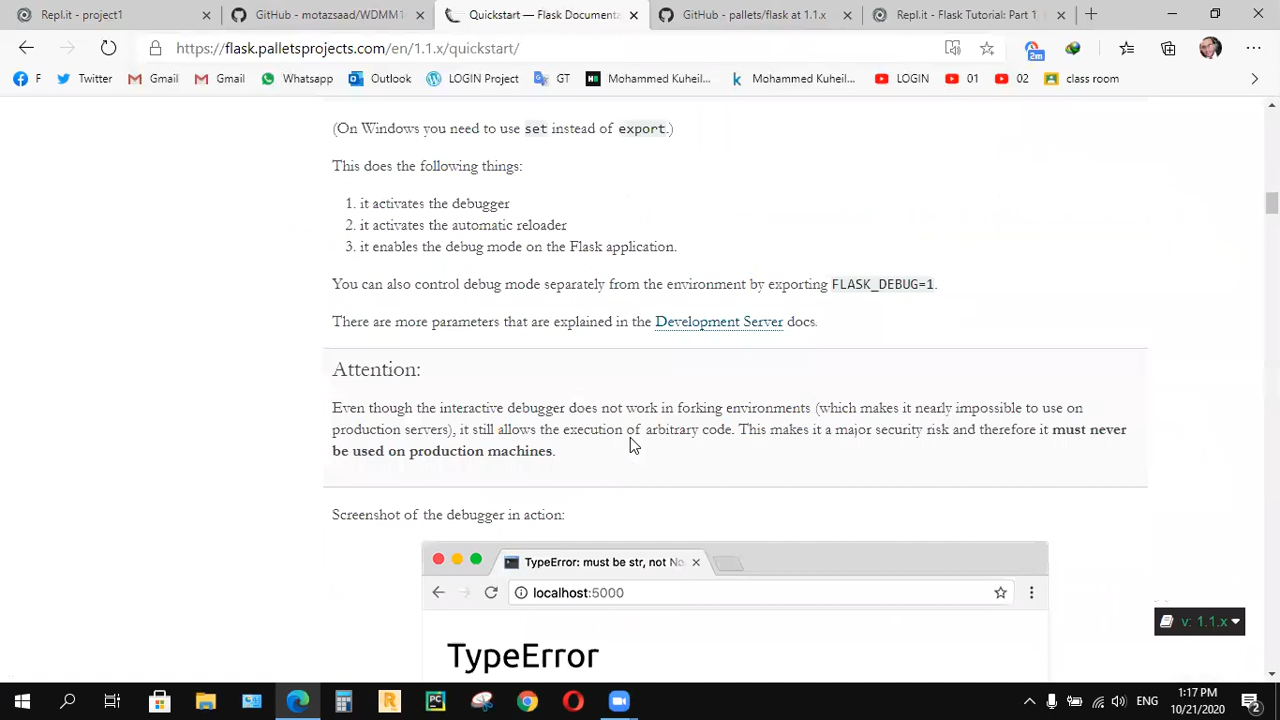 Repl.it - project1
GitHub - motazsaad/WDMM1
Quickstart — Flask Documenta
GitHub - pallets/flask at 1.1.x
Repl.it - Flask Tutorial: Part 1
https://flask.palletsprojects.com/en/1.1.x/quickstart/
2m
F
Twitter
Gmail
Gmail
Whatsapp
Outlook
LOGIN Project
GT
Mohammed Kuheil...
Mohammed Kuheil...
LOGIN
01
02
class room
(On Windows you need to use set instead of export.)
This does the following things:
1. it activates the debugger
2. it activates the automatic reloader
3. it enables the debug mode on the Flask application.
You can also control debug mode separately from the environment by exporting FLASK_DEBUG=1.
There are more parameters that are explained in the Development Server docs.
Attention:
Even though the interactive debugger does not work in forking environments (which makes it nearly impossible to use on
production servers), it still allows the execution of arbitrary code. This makes it a major security risk and therefore it must never
be used on production machines.
Screenshot of the debugger in action:
TypeError: must be str, not No
localhost:5000
TypeError
v: 1.1.x
ENG
1:17 PM
10/21/2020
2